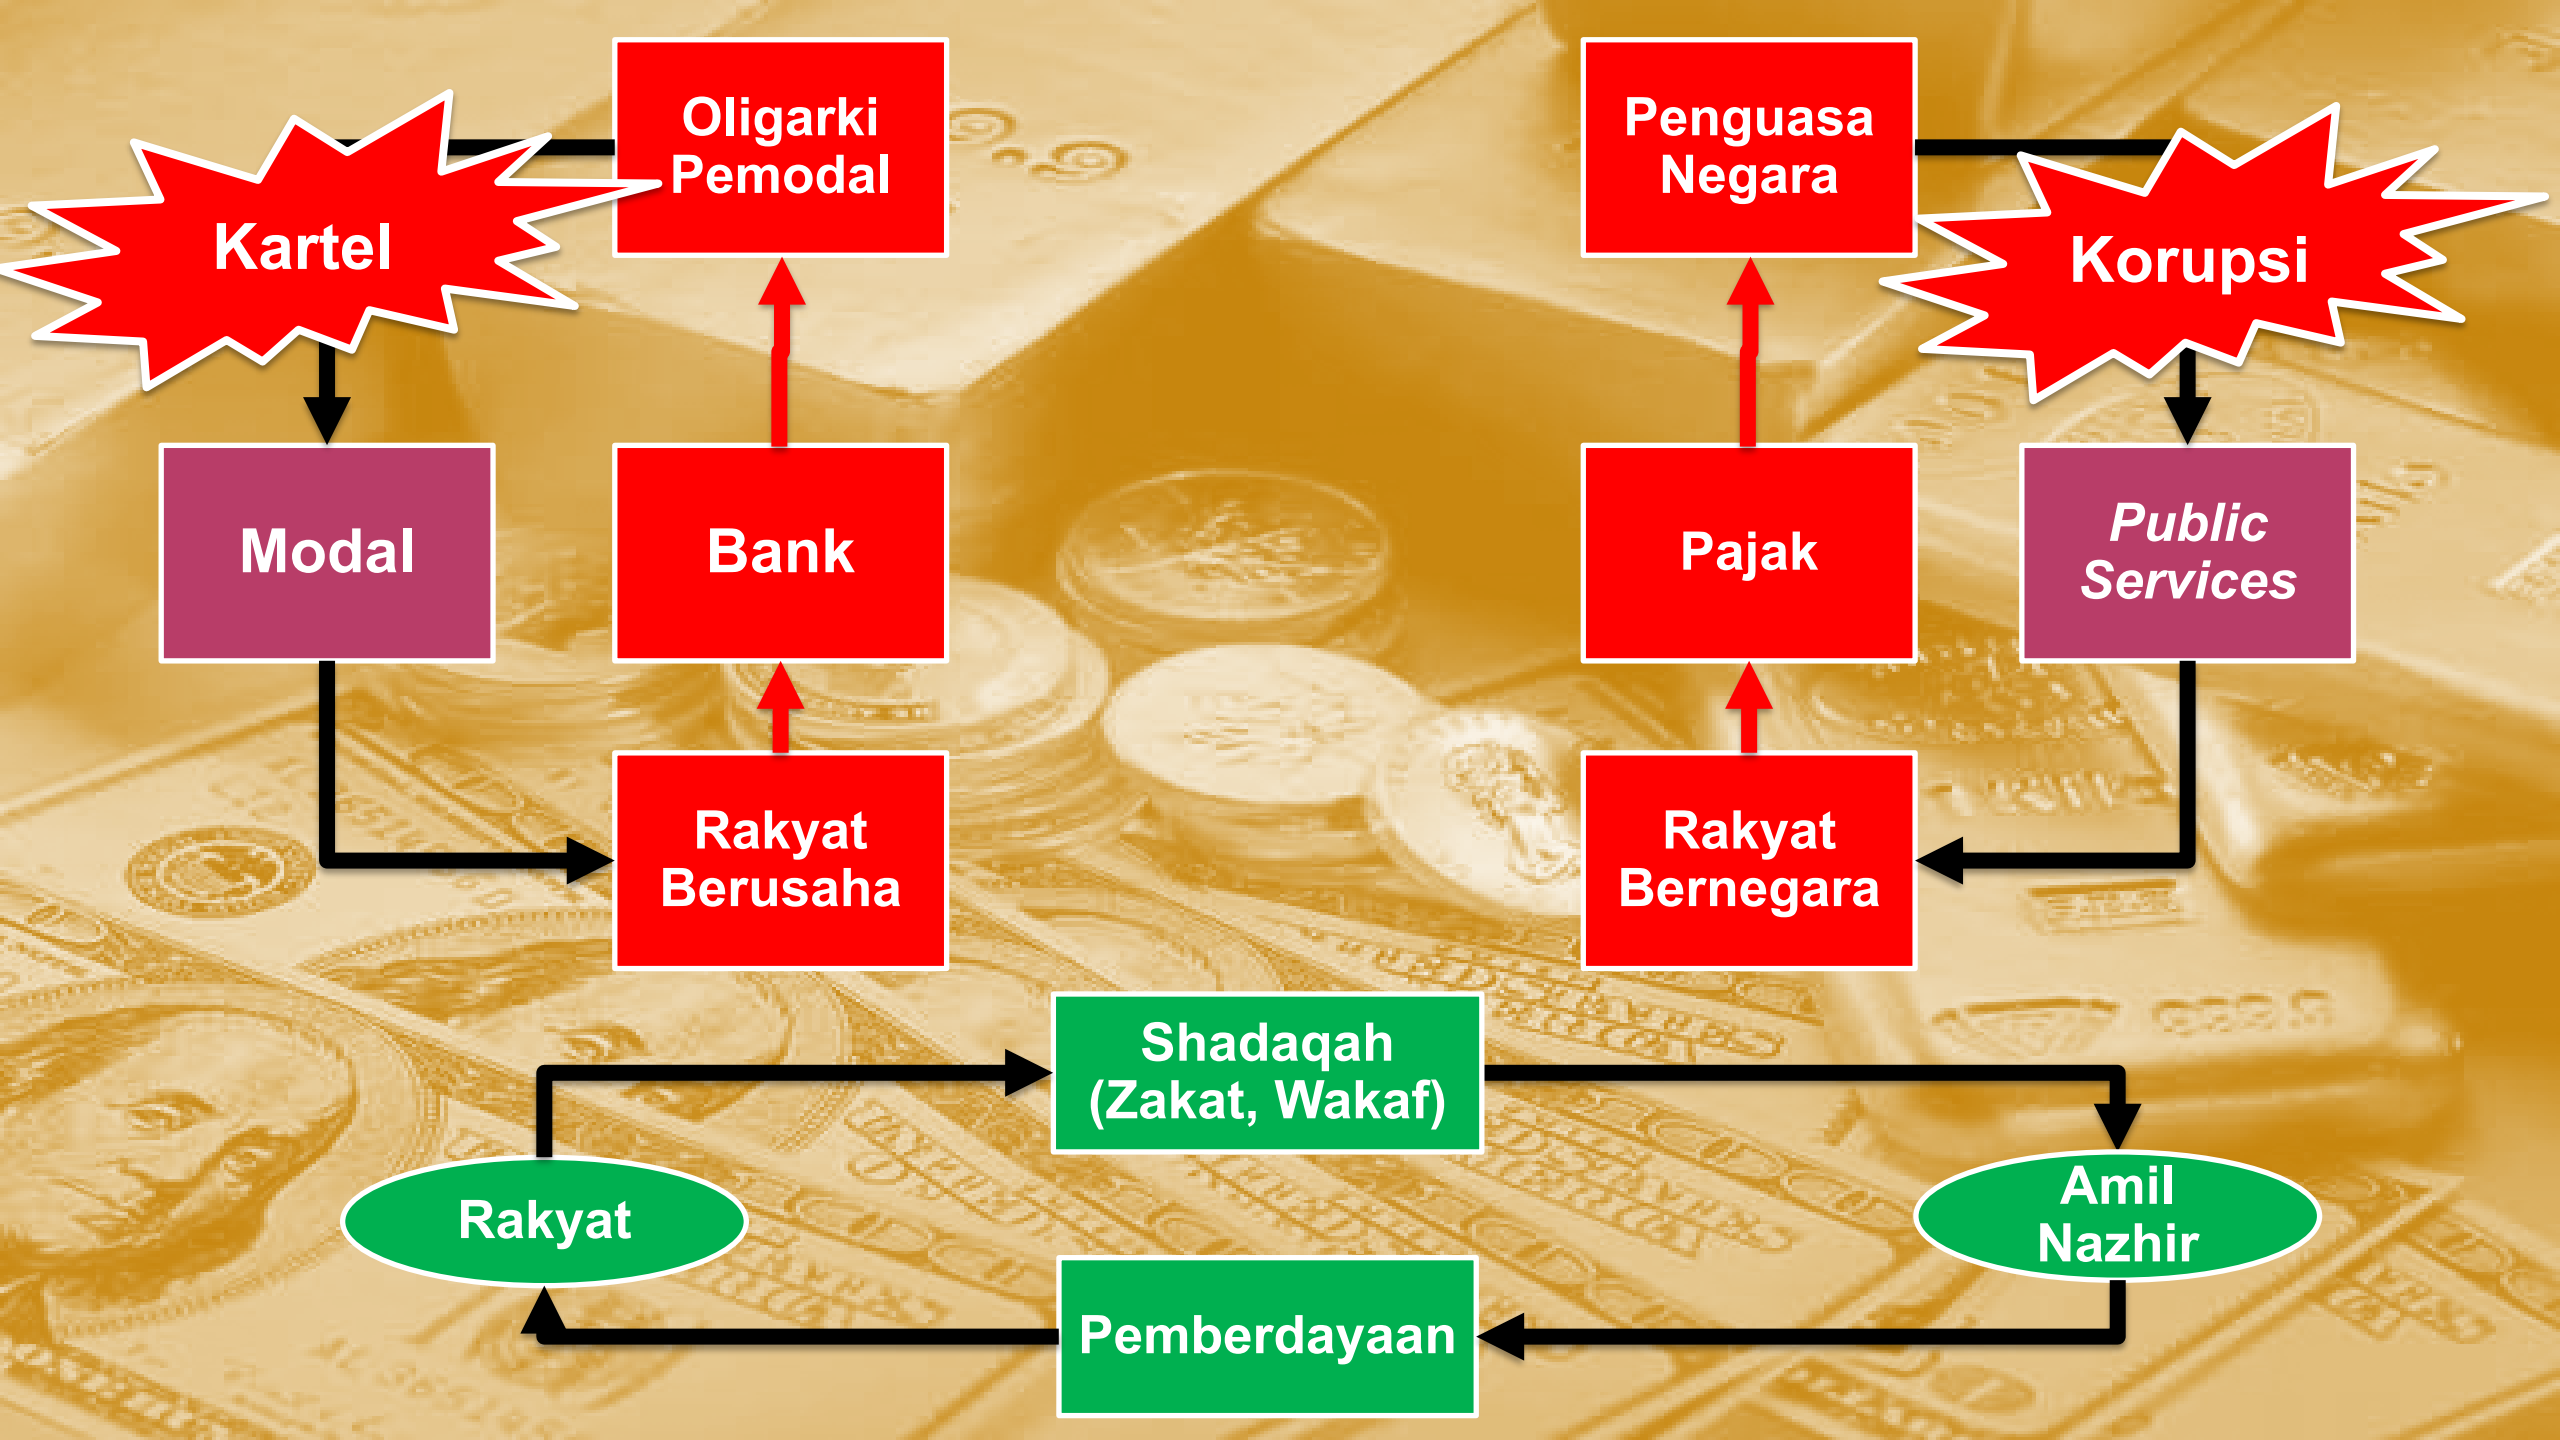 Oligarki
Pemodal
Penguasa
Negara
Kartel
Korupsi
Modal
Bank
Pajak
Public
Services
Rakyat
Berusaha
Rakyat
Bernegara
Shadaqah
(Zakat, Wakaf)
Rakyat
Amil
Nazhir
Pemberdayaan